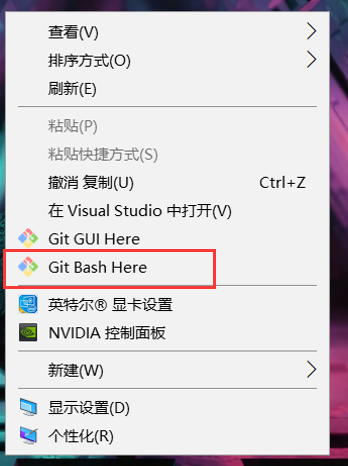 查看(V)
排序方式(O)
刷新(E)
粘贴(P)
粘贴快捷方式(S)
撤消 复制(U) Ctrl+Z
在 Visual Studio 中打开(V)
Git GUI Here
Git Bash Here
英特尔® 显卡设置
NVIDIA 控制面板
新建(W)
显示设置(D)
个性化(R)